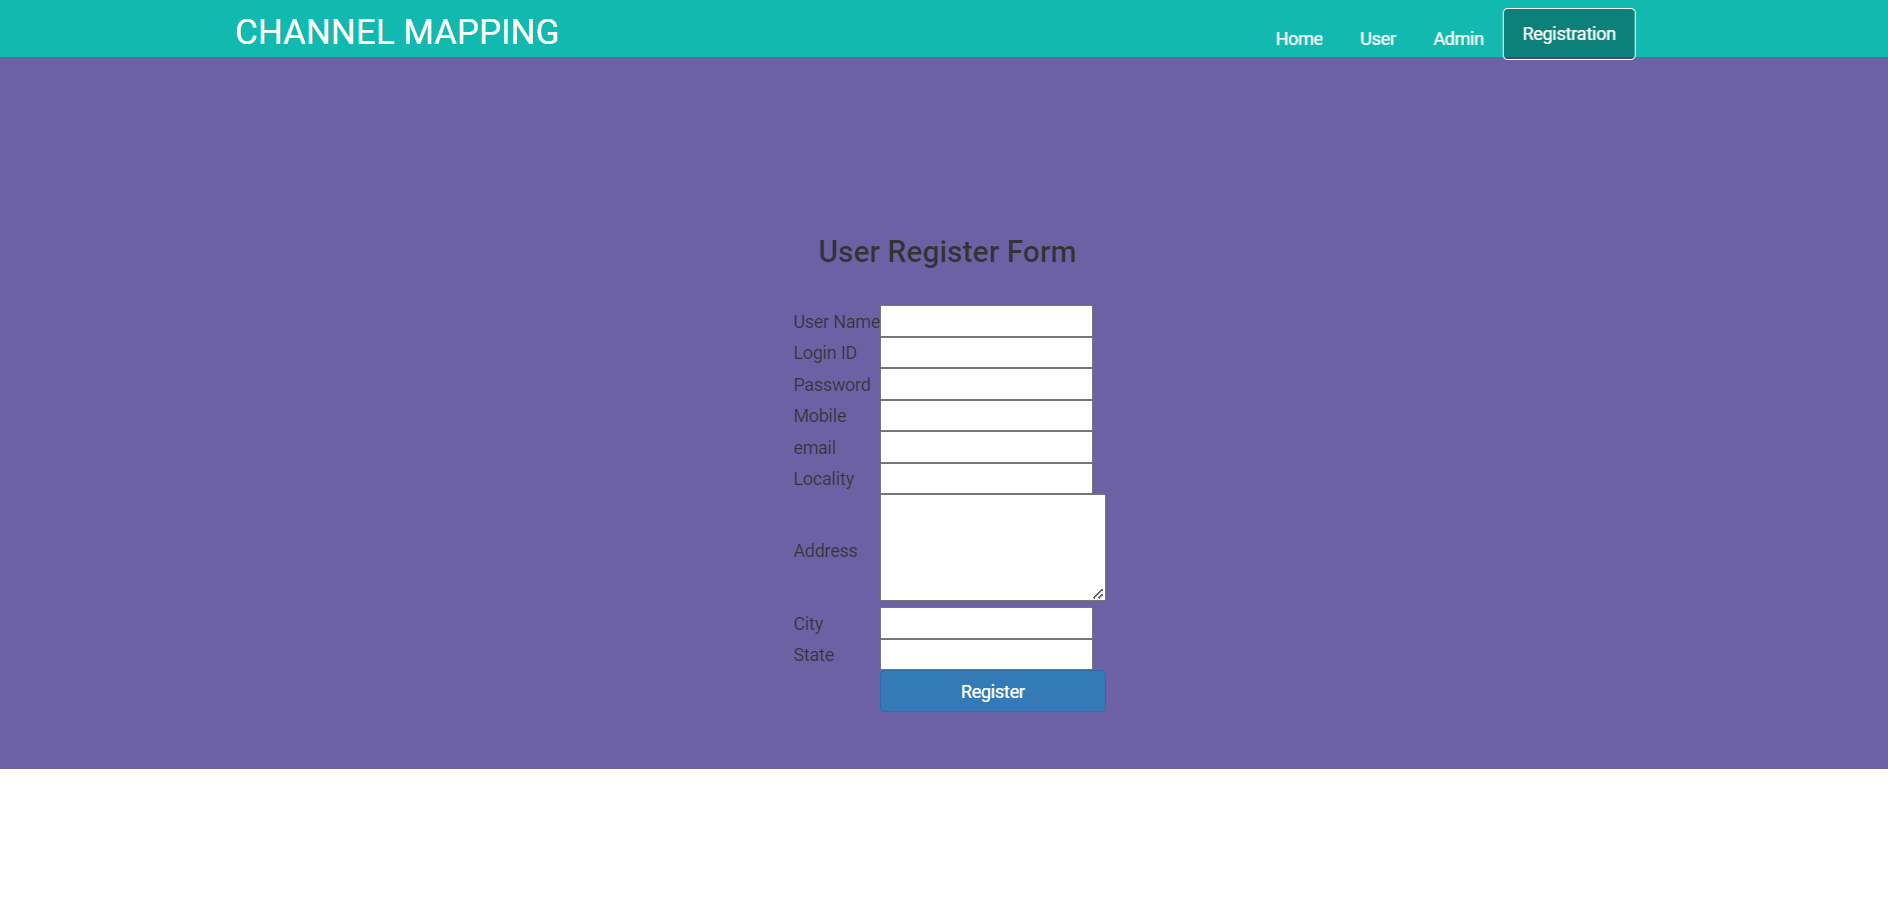 CHANNEL MAPPING
Home User Admin Registration
User Register Form
User Name
Login ID
Password
Mobile
email
Locality
Address
City
State
Register